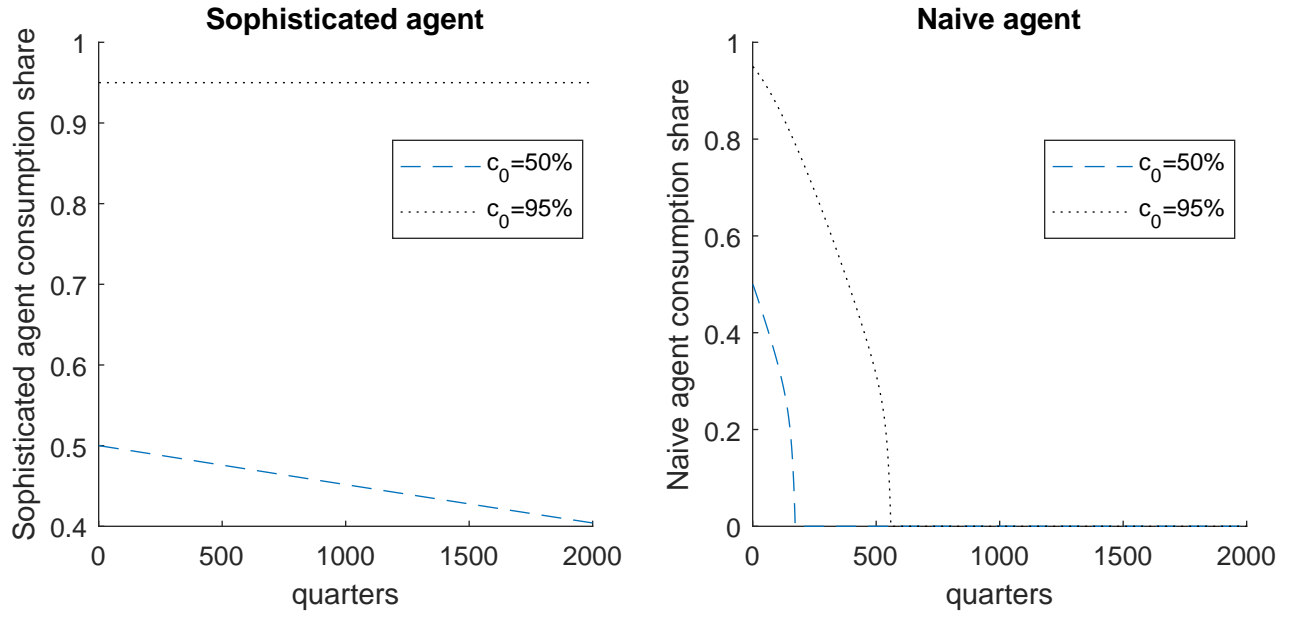 Sophisticated agent
Sophisticated agent consumption share
1
0.9
0.8
0.7
0.6
0.5
0.4
c0=50%
c0=95%
0 500 1000 1500 2000
quarters
Naive agent
Naive agent consumption share
1
0.8
0.6
0.4
0.2
0
c0=50%
c0=95%
0 500 1000 1500 2000
quarters